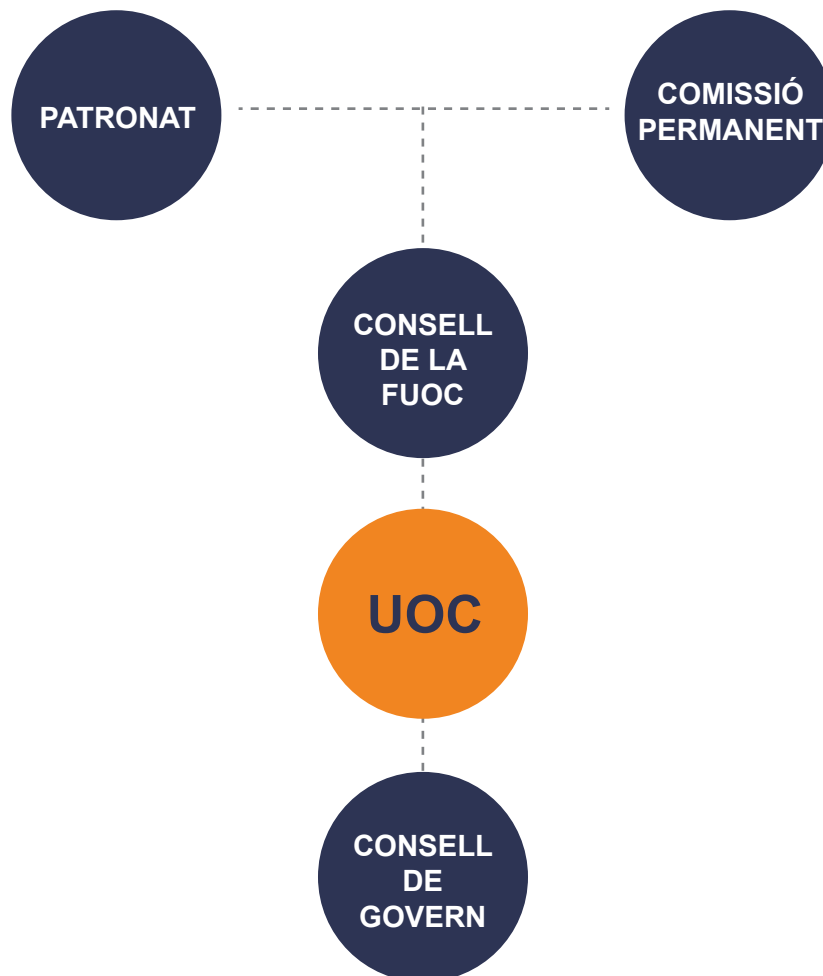 PATRONAT
COMISSIÓ
PERMANENT
CONSELL
DE LA
FUOC
UOC
CONSELL
DE
GOVERN